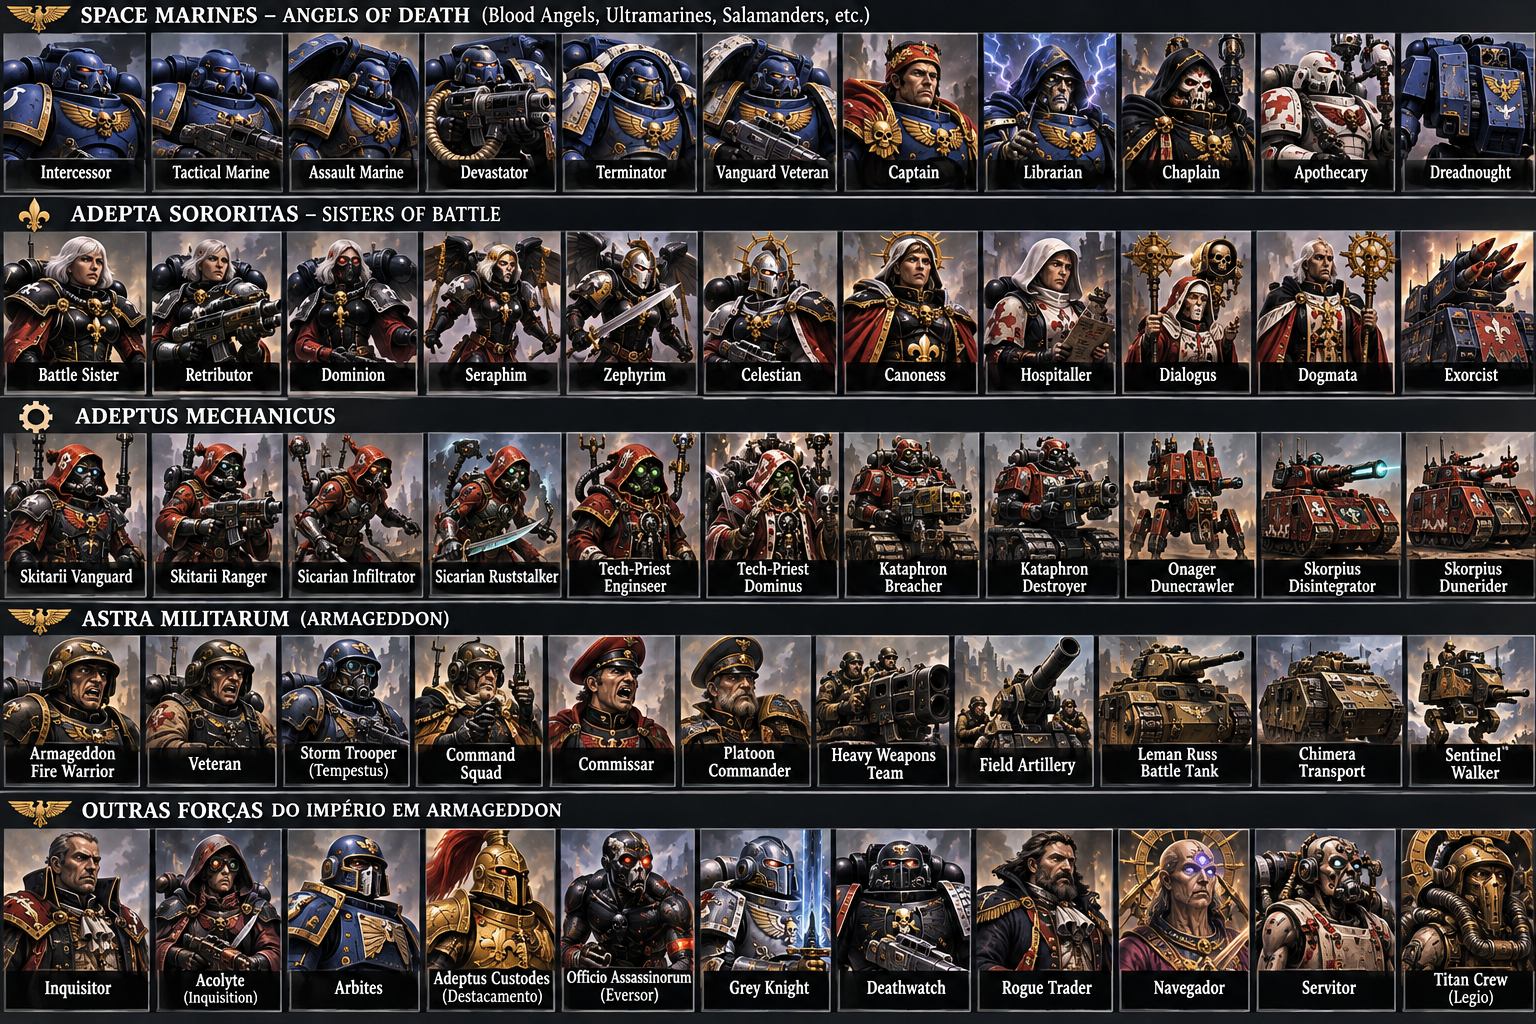 SPACE MARINES – ANGELS OF DEATH (Blood Angels, Ultramarines, Salamanders, etc.)
Intercessor
Tactical Marine
Assault Marine
Devastator
Terminator
Vanguard Veteran
Captain
Librarian
Chaplain
Apothecary
Dreadnought
ADEPTA SORORITAS – SISTERS OF BATTLE
Battle Sister
Retributor
Dominion
Seraphim
Zephyrim
Celestian
Canoness
Hospitaller
Dialogus
Dogmata
Exorcist
ADEPTUS MECHANICUS
Skitarii Vanguard
Skitarii Ranger
Sicarian Infiltrator
Sicarian Ruststalker
Tech-Priest
Enginseer
Tech-Priest
Dominus
Kataphron
Breacher
Kataphron
Destroyer
Onager
Dunecrawler
Skorpius
Disintegrator
Skorpius
Dunerider
ASTRA MILITARUM (ARMAGEDDON)
Armageddon
Fire Warrior
Veteran
Storm Trooper
(Tempestus)
Command
Squad
Commissar
Platoon
Commander
Heavy Weapons
Team
Field Artillery
Leman Russ
Battle Tank
Chimera
Transport
Sentinel
Walker
OUTRAS FORÇAS DO IMPÉRIO EM ARMAGEDDON
Inquisitor
Acolyte
(Inquisition)
Arbites
Adeptus Custodes
(Destacamento)
Officio Assassinorum
(Eversor)
Grey Knight
Deathwatch
Rogue Trader
Navegador
Servitor
Titan Crew
(Legio)